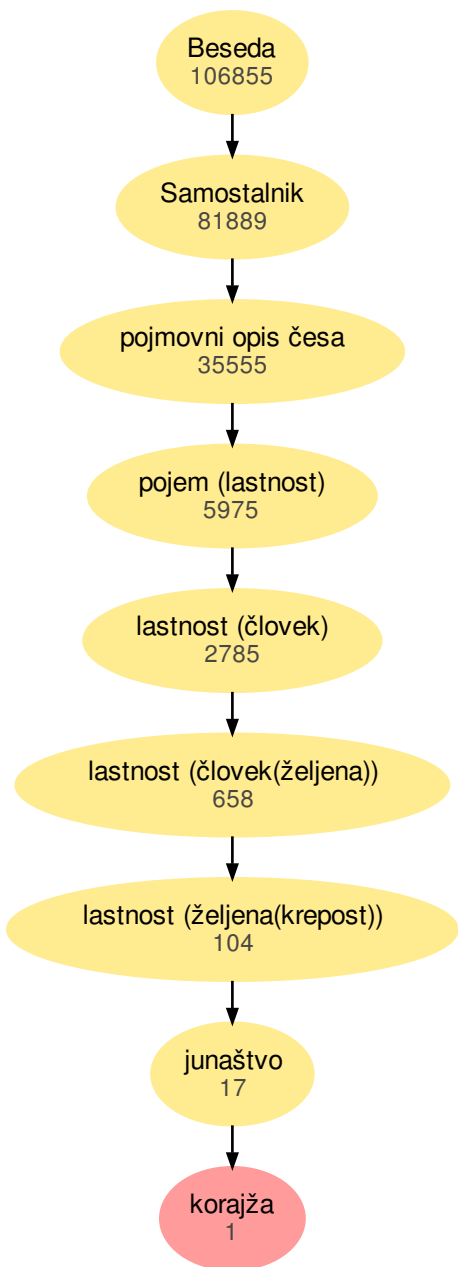 Beseda
106855
Samostalnik
81889
pojmovni opis česa
35555
pojem (lastnost)
5975
lastnost (človek)
2785
lastnost (človek(željena))
658
lastnost (željena(krepost))
104
junaštvo
17
korajža
1